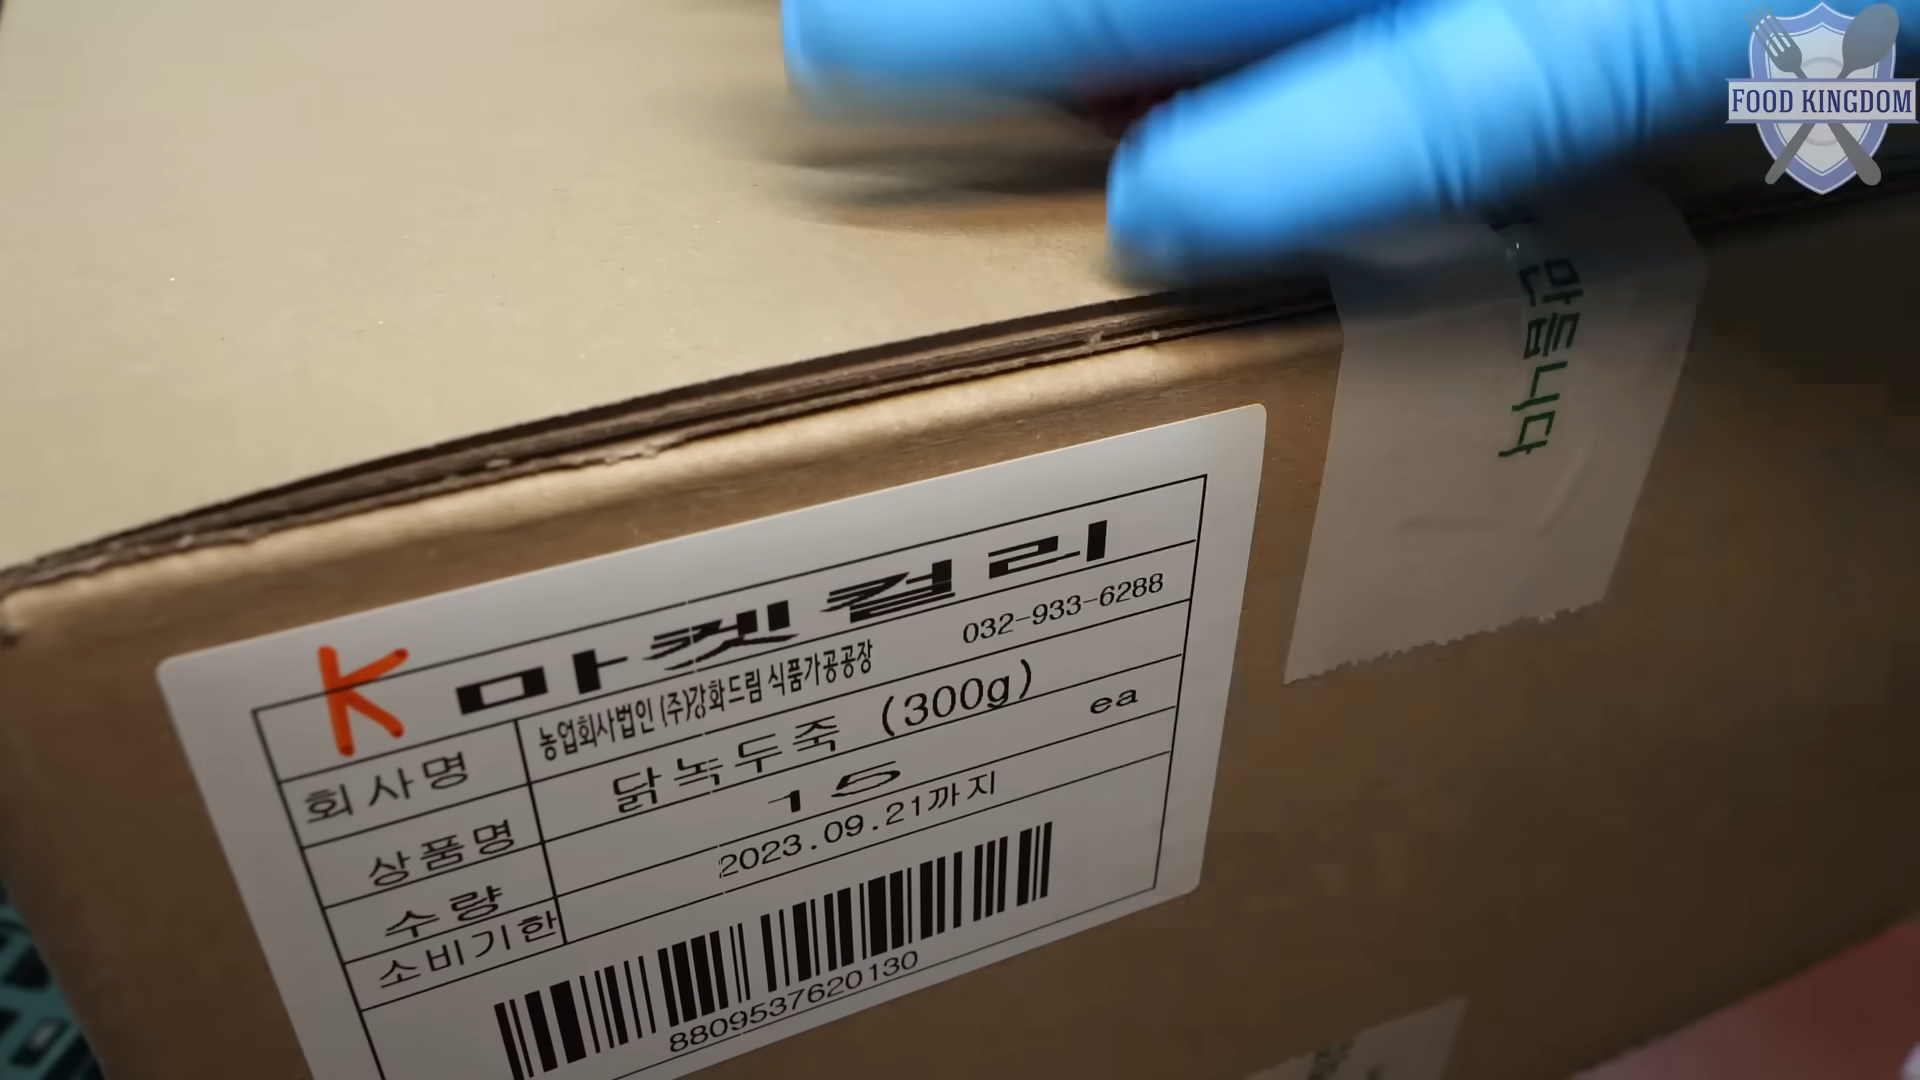 FOOD KINGDOM
만듭니다
K 마켓컬리
회사명 농업회사법인 (주)강화드림 식품가공공장 032-933-6288
상품명 닭녹두죽 (300g)
수량 15 ea
소비기한 2023.09.21까지
8809537620130